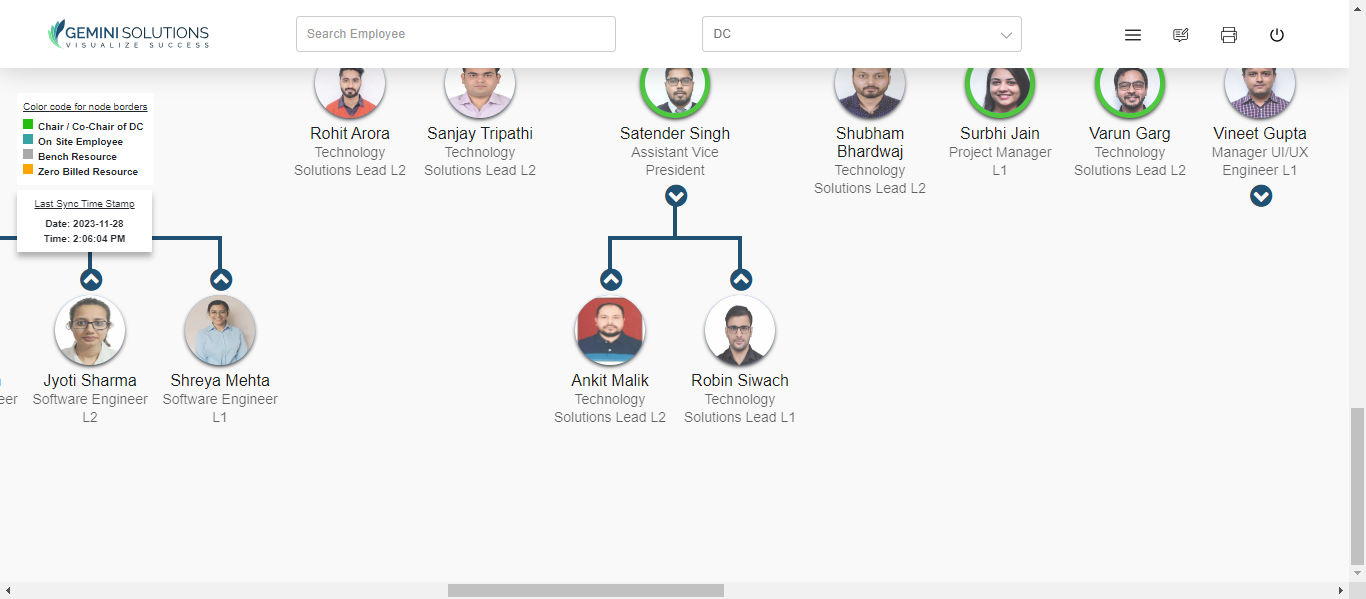 GEMINI SOLUTIONS
VISUALIZE SUCCESS
Search Employee
DC
Color code for node borders
Chair / Co-Chair of DC
On Site Employee
Bench Resource
Zero Billed Resource
Last Sync Time Stamp
Date: 2023-11-28
Time: 2:06:04 PM
Rohit Arora
Technology
Solutions Lead L2
Sanjay Tripathi
Technology
Solutions Lead L2
Satender Singh
Assistant Vice
President
Shubham
Bhardwaj
Technology
Solutions Lead L2
Surbhi Jain
Project Manager
L1
Varun Garg
Technology
Solutions Lead L2
Vineet Gupta
Manager UI/UX
Engineer L1
eer
Jyoti Sharma
Software Engineer
L2
Shreya Mehta
Software Engineer
L1
Ankit Malik
Technology
Solutions Lead L2
Robin Siwach
Technology
Solutions Lead L1